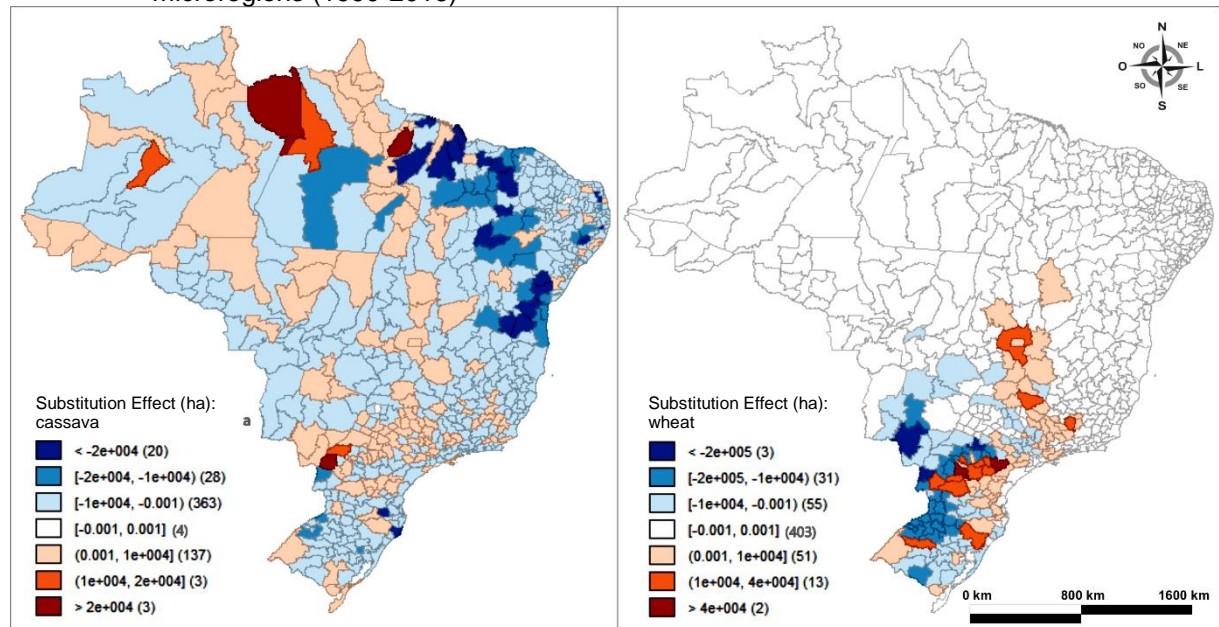 microregions (1990-2018)
Substitution Effect (ha):
cassava
a
< -2e+004 (20)
[-2e+004, -1e+004) (28)
[-1e+004, -0.001) (363)
[-0.001, 0.001] (4)
(0.001, 1e+004] (137)
(1e+004, 2e+004] (3)
> 2e+004 (3)
N
NO
NE
O
L
SO
SE
S
Substitution Effect (ha):
wheat
< -2e+005 (3)
[-2e+005, -1e+004) (31)
[-1e+004, -0.001) (55)
[-0.001, 0.001] (403)
(0.001, 1e+004] (51)
(1e+004, 4e+004] (13)
> 4e+004 (2)
0 km 800 km 1600 km